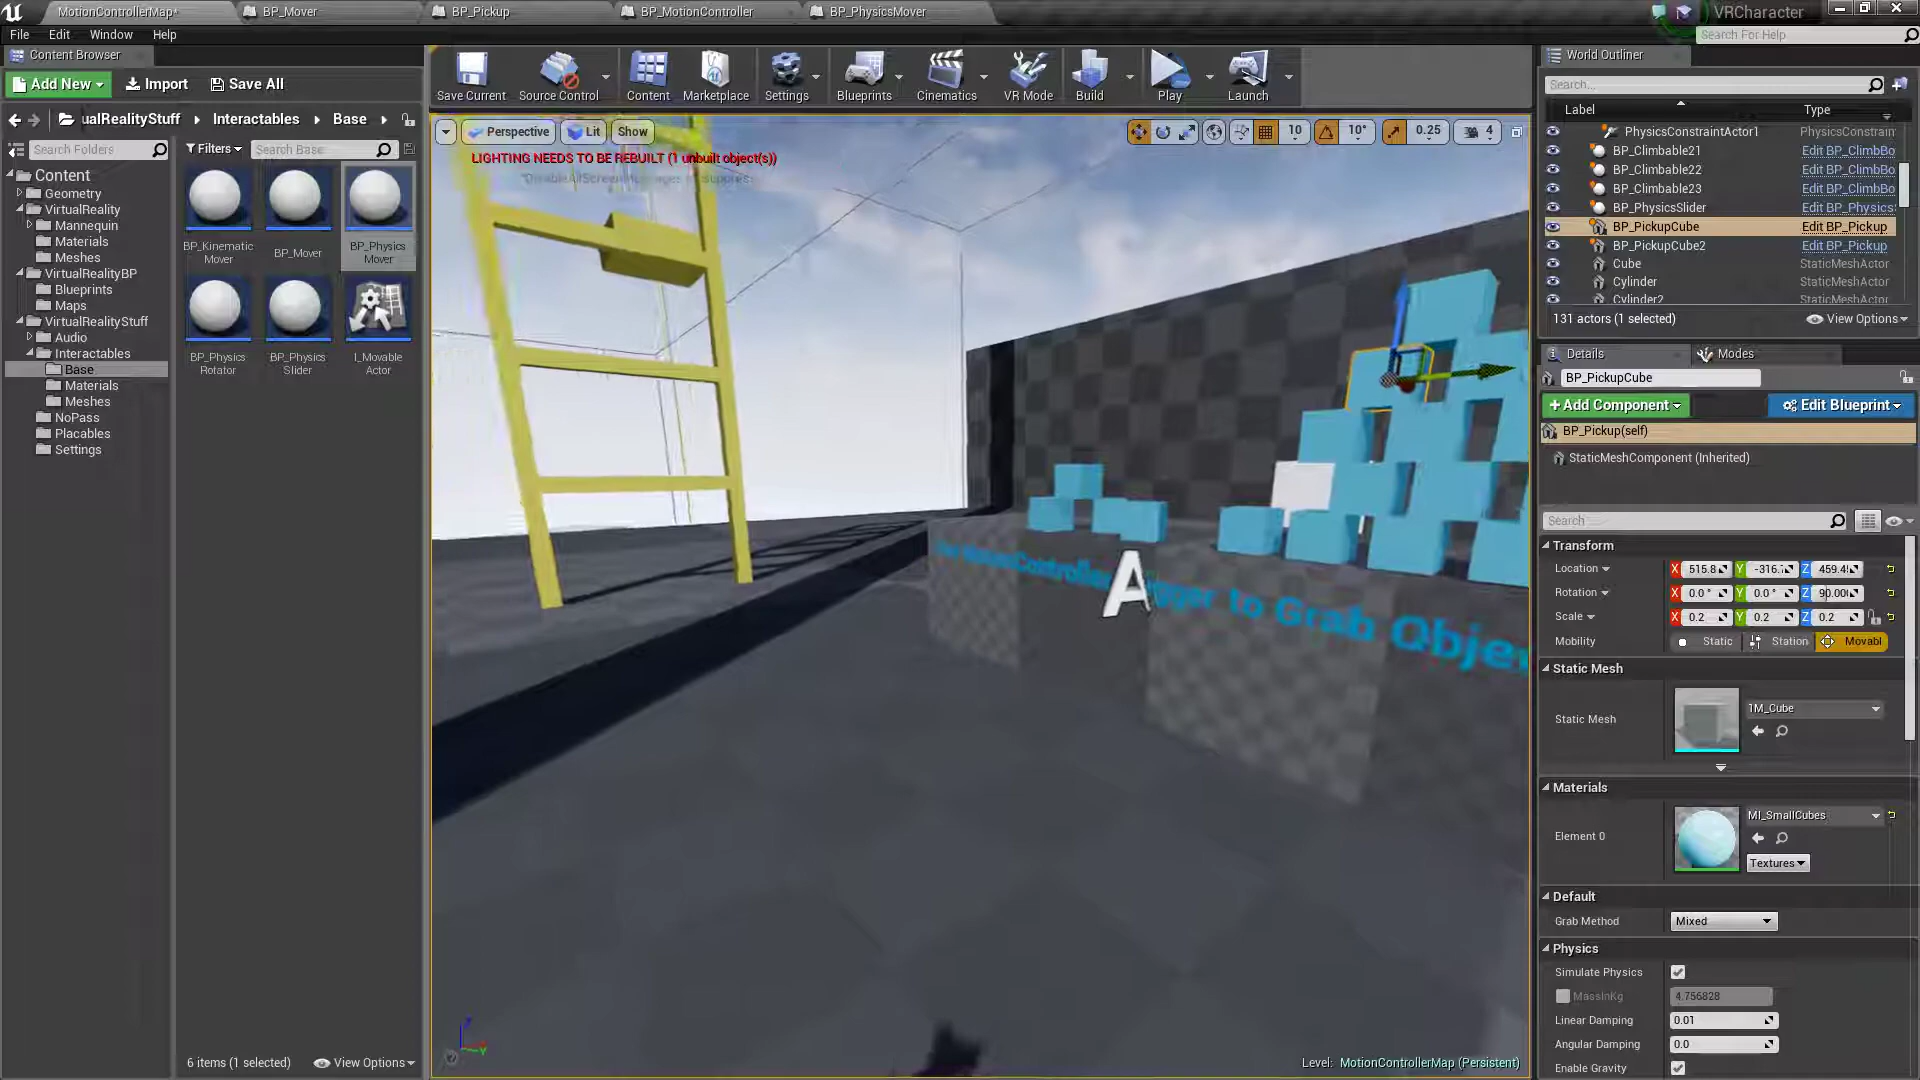 MotionControllerMap*
BP_Mover
BP_Pickup
BP_MotionController
BP_PhysicsMover
VRCharacter
File Edit Window Help
Search For Help
Content Browser
Add New
Import
Save All
ualRealityStuff Interactables Base
Search Folders
Filters
Search Base
Content
Geometry
VirtualReality
Mannequin
Materials
Meshes
VirtualRealityBP
Blueprints
Maps
VirtualRealityStuff
Audio
Interactables
Base
Materials
Meshes
NoPass
Placables
Settings
BP_Kinematic
Mover
BP_Mover
BP_Physics
Mover
BP_Physics
Rotator
BP_Physics
Slider
I_Movable
Actor
6 items (1 selected)
View Options
Save Current
Source Control
Content
Marketplace
Settings
Blueprints
Cinematics
VR Mode
Build
Play
Launch
Perspective
Lit
Show
10
10°
0.25
4
LIGHTING NEEDS TO BE REBUILT (1 unbuilt object(s))
A
to Grab Obje
Level: MotionControllerMap (Persistent)
World Outliner
Search...
Label Type
PhysicsConstraintActor1 PhysicsConstrain
BP_Climbable21 Edit BP_ClimbBo
BP_Climbable22 Edit BP_ClimbBo
BP_Climbable23 Edit BP_ClimbBo
BP_PhysicsSlider Edit BP_Physics
BP_PickupCube Edit BP_Pickup
BP_PickupCube2 Edit BP_Pickup
Cube StaticMeshActor
Cylinder StaticMeshActor
Cylinder2 StaticMeshActor
131 actors (1 selected)
View Options
Details
Modes
BP_PickupCube
+Add Component
Edit Blueprint
BP_Pickup(self)
StaticMeshComponent (Inherited)
Search
Transform
Location X 515.8 Y -316. Z 459.4
Rotation X 0.0° Y 0.0° Z 90.00
Scale X 0.2 Y 0.2 Z 0.2
Mobility Static Station Movabl
Static Mesh
Static Mesh
1M_Cube
Materials
Element 0
MI_SmallCubes
Textures
Default
Grab Method Mixed
Physics
Simulate Physics
MassInKg 4.756828
Linear Damping 0.01
Angular Damping 0.0
Enable Gravity